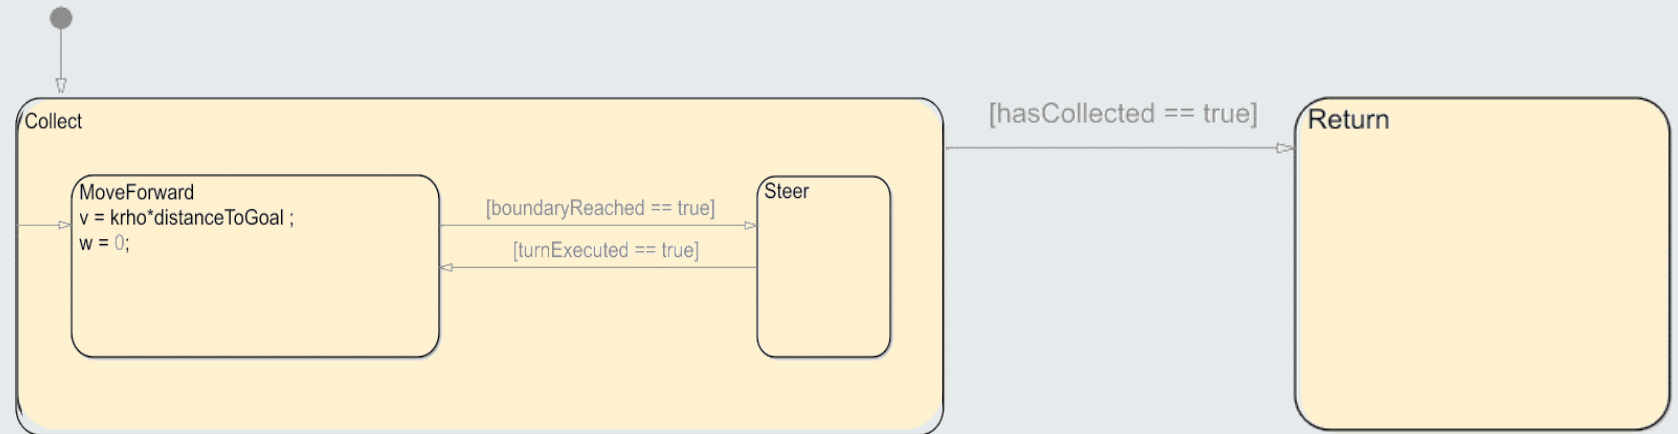 Collect
MoveForward
v = krho*distanceToGoal ;
w = 0;
[boundaryReached == true]
[turnExecuted == true]
Steer
[hasCollected == true]
Return